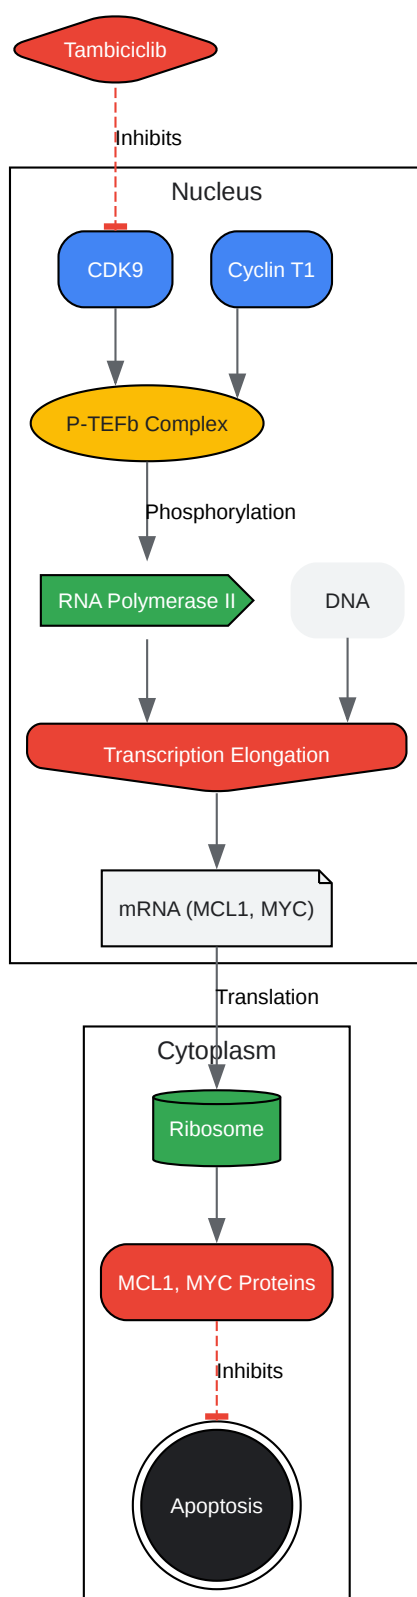 Tambiciclib
Inhibits
Nucleus
CDK9
Cyclin T1
P-TEFb Complex
Phosphorylation
RNA Polymerase II
DNA
Transcription Elongation
mRNA (MCL1, MYC)
Translation
Cytoplasm
Ribosome
MCL1, MYC Proteins
Inhibits
Apoptosis